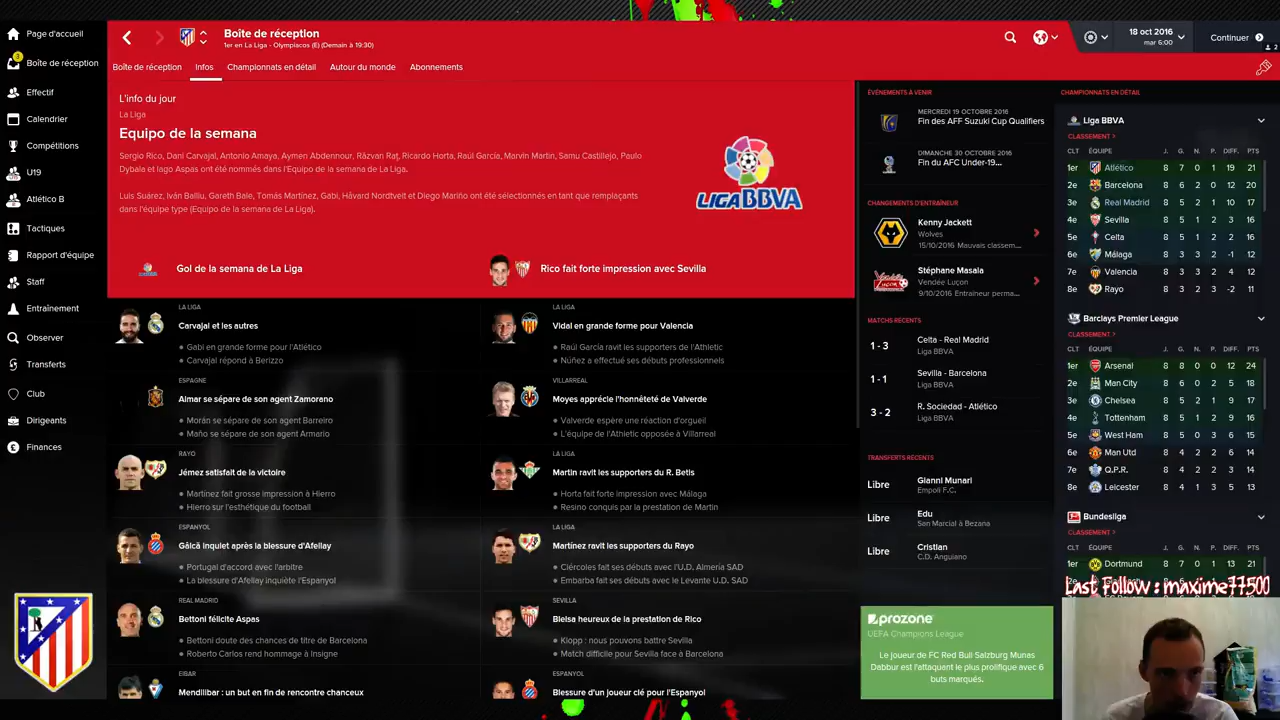 Page d'accueil
3
Boîte de réception
Effectif
Calendrier
Compétitions
U19
Atlético B
Tactiques
Rapport d'équipe
Staff
Entraînement
Observer
Transferts
Club
Dirigeants
Finances
Boîte de réception
1er en La Liga - Olympiacos (E) (Demain à 19:30)
18 oct 2016
mar 6:00
Continuer
Boîte de réception
Infos
Championnats en détail
Autour du monde
Abonnements
L'info du jour
La Liga
Equipo de la semana
Sergio Rico, Dani Carvajal, Antonio Amaya, Aymen Abdennour, Răzvan Raț, Ricardo Horta, Raúl García, Marvin Martin, Samu Castillejo, Paulo
Dybala et Iago Aspas ont été nommés dans l'Equipo de la semana de La Liga.
Luis Suárez, Iván Balliu, Gareth Bale, Tomás Martínez, Gabi, Håvard Nordtveit et Diego Mariño ont été sélectionnés en tant que remplaçants
dans l'équipe type (Equipo de la semana de La Liga).
LIGA BBVA
Gol de la semana de La Liga
Rico fait forte impression avec Sevilla
LA LIGA
Carvajal et les autres
Gabi en grande forme pour l'Atlético
Carvajal répond à Berizzo
LA LIGA
Vidal en grande forme pour Valencia
Raúl García ravit les supporters de l'Athletic
Núñez a effectué ses débuts professionnels
ESPAGNE
Aimar se sépare de son agent Zamorano
Morán se sépare de son agent Barreiro
Maño se sépare de son agent Armario
VILLARREAL
Moyes apprécie l'honnêteté de Valverde
Valverde espère une réaction d'orgueil
L'équipe de l'Athletic opposée à Villarreal
RAYO
Jémez satisfait de la victoire
Martínez fait grosse impression à Hierro
Hierro sur l'esthétique du football
LA LIGA
Martin ravit les supporters du R. Betis
Horta fait forte impression avec Málaga
Resino conquis par la prestation de Martin
ESPANYOL
Gâlcă inquiet après la blessure d'Afellay
Portugal d'accord avec l'arbitre
La blessure d'Afellay inquiète l'Espanyol
LA LIGA
Martínez ravit les supporters du Rayo
Ciércoles fait ses débuts avec l'U.D. Almería SAD
Embarba fait ses débuts avec le Levante U.D. SAD
REAL MADRID
Bettoni félicite Aspas
Bettoni doute des chances de titre de Barcelona
Roberto Carlos rend hommage à Insigne
SEVILLA
Bielsa heureux de la prestation de Rico
Klopp : nous pouvons battre Sevilla
Match difficile pour Sevilla face à Barcelona
EIBAR
Mendilibar : un but en fin de rencontre chanceux
ESPANYOL
Blessure d'un joueur clé pour l'Espanyol
ÉVÉNEMENTS À VENIR
MERCREDI 19 OCTOBRE 2016
Fin des AFF Suzuki Cup Qualifiers
DIMANCHE 30 OCTOBRE 2016
Fin du AFC Under-19...
CHANGEMENTS D'ENTRAÎNEUR
Kenny Jackett
Wolves
15/10/2016 Mauvais classem...
Stéphane Masala
Vendée Luçon
9/10/2016 Entraîneur perma...
MATCHS RÉCENTS
1 - 3 Celta - Real Madrid
Liga BBVA
1 - 1 Sevilla - Barcelona
Liga BBVA
3 - 2 R. Sociedad - Atlético
Liga BBVA
TRANSFERTS RÉCENTS
Libre Gianni Munari
Empoli F.C.
Libre Edu
San Marcial à Bezana
Libre Cristian
C.D. Anguiano
prozone
UEFA Champions League
Le joueur de FC Red Bull Salzburg Munas
Dabbur est l'attaquant le plus prolifique avec 6
buts marqués.
CHAMPIONNATS EN DÉTAIL
Liga BBVA
CLASSEMENT >
CLT ÉQUIPE J. G. N. P. DIFF. PTS
1er Atlético 8 7 0 1 19 21
2e Barcelona 8 6 2 0 12 20
3e Real Madrid 8 5 2 1 12 17
4e Sevilla 8 5 1 2 9 16
5e Celta 8 4 1 3 4 13
6e Málaga 8 3 3 2 -1 12
7e Valencia 8 3 3 2 -3 12
8e Rayo 8 3 2 3 -2 11
Barclays Premier League
CLASSEMENT >
CLT ÉQUIPE J. G. N. P. DIFF. PTS
1er Arsenal 8 8 0 0 12 24
2e Man City 8 6 1 1 8 19
3e Chelsea 8 5 2 1 9 17
4e Tottenham 8 5 1 2 8 16
5e West Ham 8 5 0 3 6 15
6e Man Utd 8 4 2 2 6 14
7e Q.P.R. 8 4 2 2 3 14
8e Leicester 8 4 1 3 5 13
Bundesliga
CLASSEMENT >
CLT ÉQUIPE J. G. N. P. DIFF. PTS
Last Follow : maxime77500